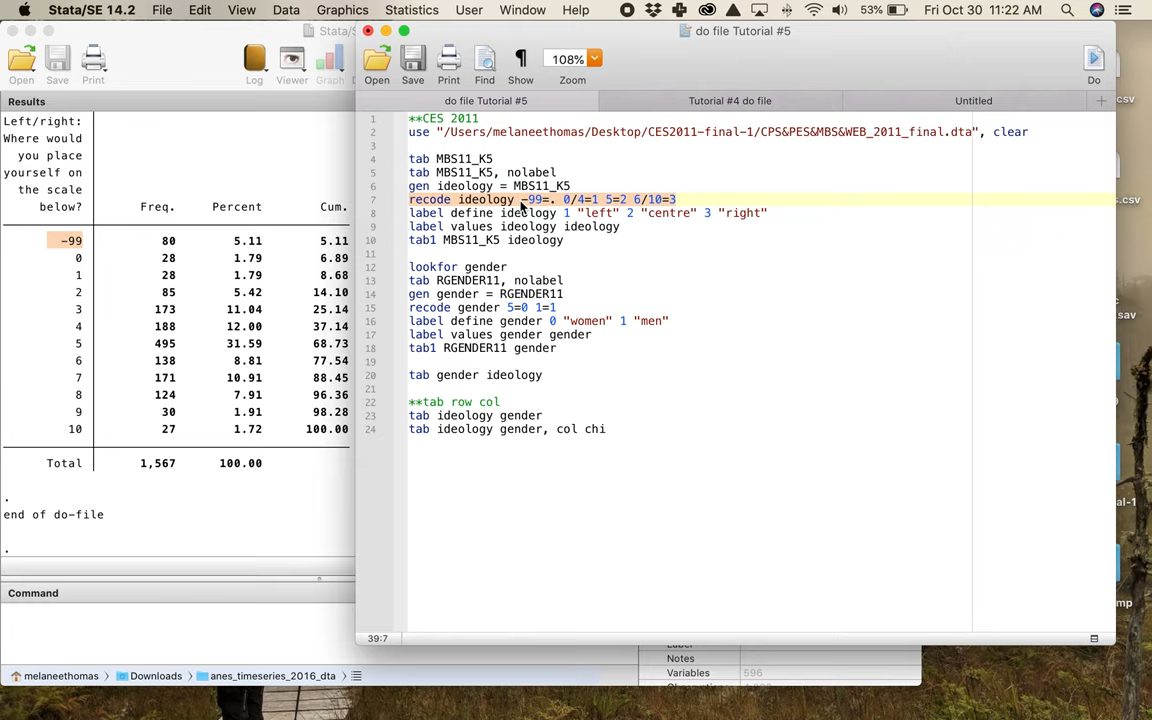 Stata/SE 14.2 File Edit View Data Graphics Statistics User Window Help 53% Fri Oct 30 11:22 AM
Stata/S
Open Save Print Log Viewer Graph
do file Tutorial #5
Open Save Print Find Show 108% Zoom Do
Results
do file Tutorial #5 Tutorial #4 do file Untitled +
Left/right:
Where would
you place
yourself on
the scale
below? Freq. Percent Cum.
-99 80 5.11 5.11
0 28 1.79 6.89
1 28 1.79 8.68
2 85 5.42 14.10
3 173 11.04 25.14
4 188 12.00 37.14
5 495 31.59 68.73
6 138 8.81 77.54
7 171 10.91 88.45
8 124 7.91 96.36
9 30 1.91 98.28
10 27 1.72 100.00
Total 1,567 100.00
.
end of do-file
.
Command
melaneethomas Downloads anes_timeseries_2016_dta
1 **CES 2011
2 use "/Users/melaneethomas/Desktop/CES2011-final-1/CPS&PES&MBS&WEB_2011_final.dta", clear
3
4 tab MBS11_K5
5 tab MBS11_K5, nolabel
6 gen ideology = MBS11_K5
7 recode ideology -99=. 0/4=1 5=2 6/10=3
8 label define ideology 1 "left" 2 "centre" 3 "right"
9 label values ideology ideology
10 tab1 MBS11_K5 ideology
11
12 lookfor gender
13 tab RGENDER11, nolabel
14 gen gender = RGENDER11
15 recode gender 5=0 1=1
16 label define gender 0 "women" 1 "men"
17 label values gender gender
18 tab1 RGENDER11 gender
19
20 tab gender ideology
21
22 **tab row col
23 tab ideology gender
24 tab ideology gender, col chi
39:7
Notes
Variables 596
csv
s.csv
sav
al-1
mp